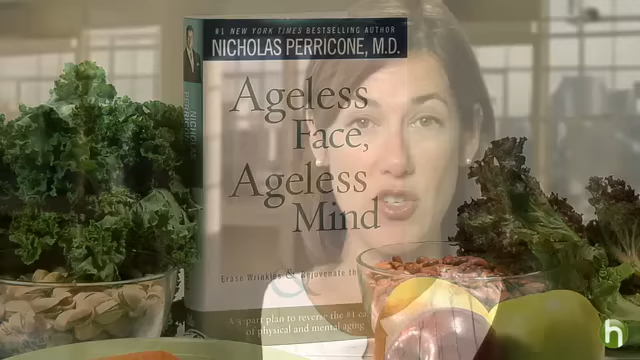 #1 NEW YORK TIMES BESTSELLING AUTHOR
NICHOLAS PERRICONE, M.D.
Ageless
Face,
Ageless
Mind
Erase Wrinkles & Rejuvenate the
A 3-part plan to reverse the #1 ca
of physical and mental aging
h